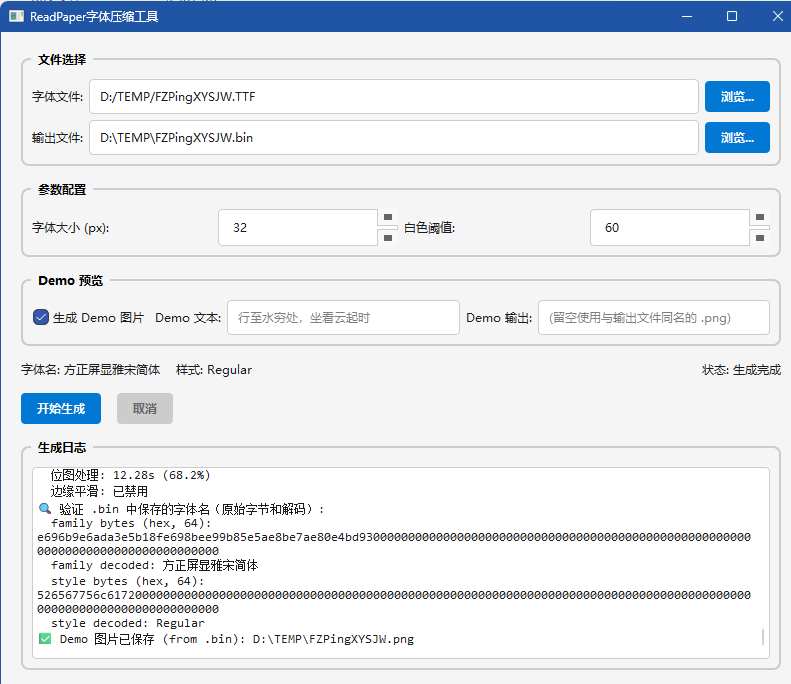 ReadPaper字体压缩工具
文件选择
字体文件: D:/TEMP/FZPingXYSJW.TTF 浏览...
输出文件: D:\TEMP\FZPingXYSJW.bin 浏览...
参数配置
字体大小 (px): 32 白色阈值: 60
Demo 预览
生成 Demo 图片 Demo 文本: 行至水穷处，坐看云起时 Demo 输出: (留空使用与输出文件同名的 .png)
字体名: 方正屏显雅宋简体 样式: Regular 状态: 生成完成
开始生成 取消
生成日志
位图处理: 12.28s (68.2%)
边缘平滑: 已禁用
🔍 验证 .bin 中保存的字体名（原始字节和解码）:
family bytes (hex, 64):
e696b9e6ada3e5b18fe698bee99b85e5ae8be7ae80e4bd93000000000000000000000000000000000000000000000000000000
00000000000000000000000000
family decoded: 方正屏显雅宋简体
style bytes (hex, 64):
526567756c6172000000000000000000000000000000000000000000000000000000000000000000000000000000000000000000
00000000000000000000000000
style decoded: Regular
✅ Demo 图片已保存 (from .bin): D:\TEMP\FZPingXYSJW.png